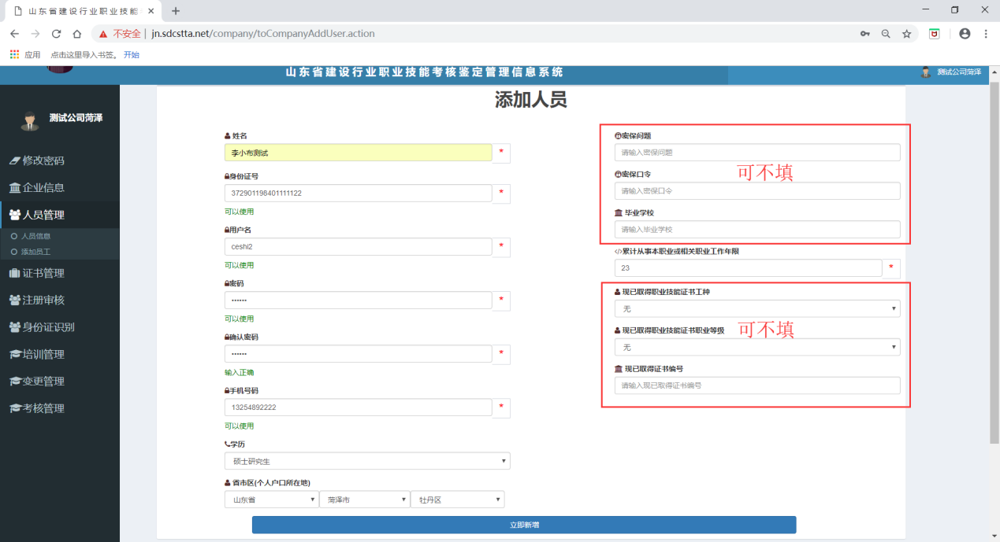 山东省建设行业职业技能
不安全 | jn.sdcstta.net/company/toCompanyAddUser.action
应用 点击这里导入书签。 开始
山东省建设行业职业技能考核鉴定管理信息系统
测试公司菏泽
测试公司菏泽
修改密码
企业信息
人员管理
人员信息
添加员工
证书管理
注册审核
身份证识别
培训管理
变更管理
考核管理
添加人员
姓名
李小布测试 *
身份证号
372901198401111122 *
可以使用
用户名
ceshi2 *
可以使用
密码
•••••• *
可以使用
确认密码
•••••• *
输入正确
手机号码
13254892222 *
可以使用
学历
硕士研究生
省市区(个人户口所在地)
山东省 菏泽市 牡丹区
密保问题
请输入密保问题
可不填
密保口令
请输入密保口令
毕业学校
请输入毕业学校
累计从事本职业或相关职业工作年限
23 *
现已取得职业技能证书工种
无
现已取得职业技能证书职业等级
可不填
无
现已取得证书编号
请输入现已取得证书编号
立即新增